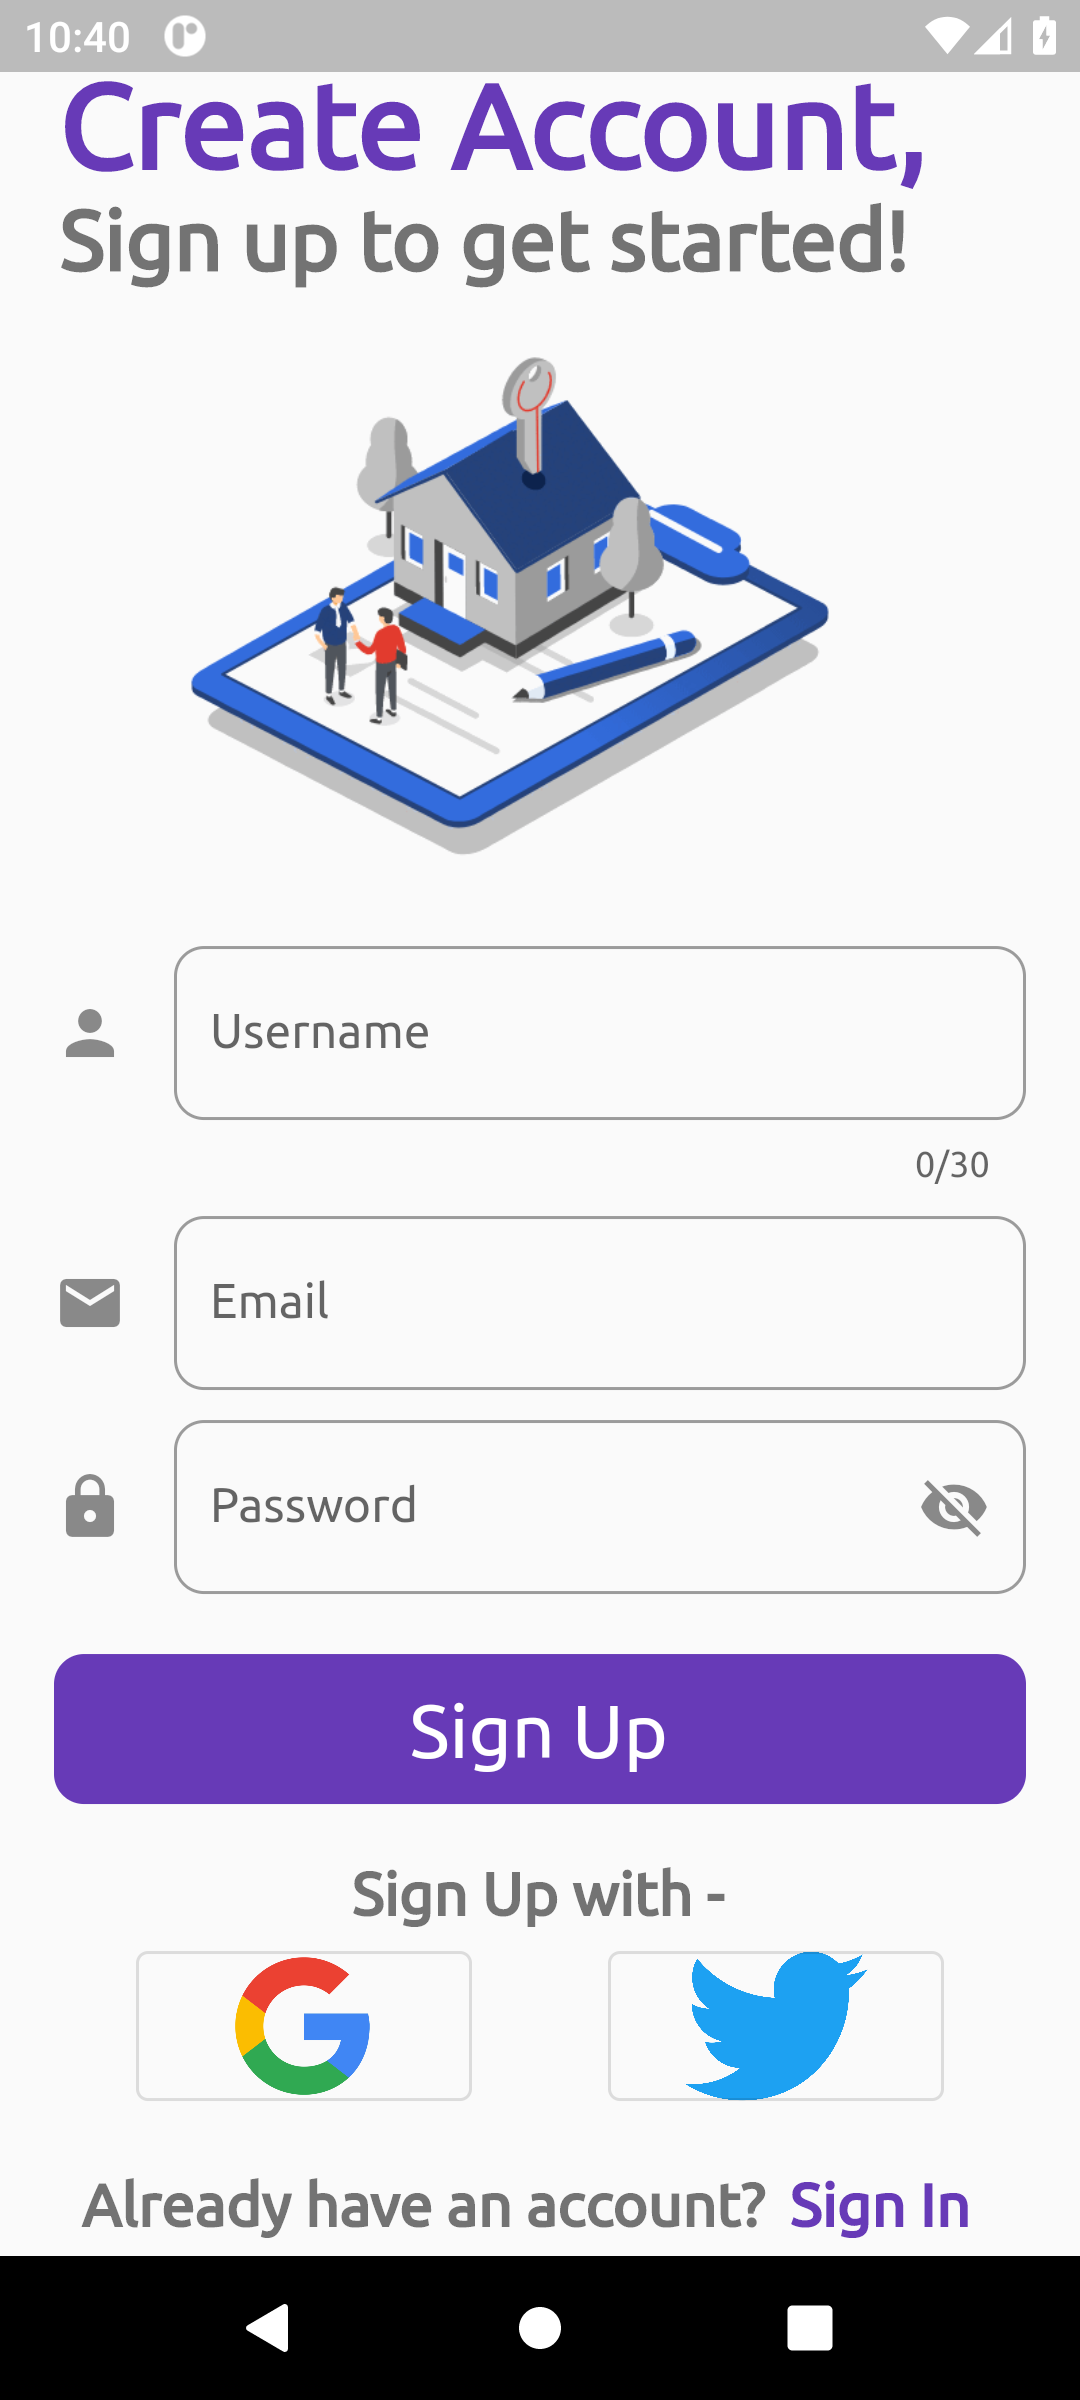 10:40
Create Account,
Sign up to get started!
Username
0/30
Email
Password
Sign Up
Sign Up with -
Already have an account? Sign In